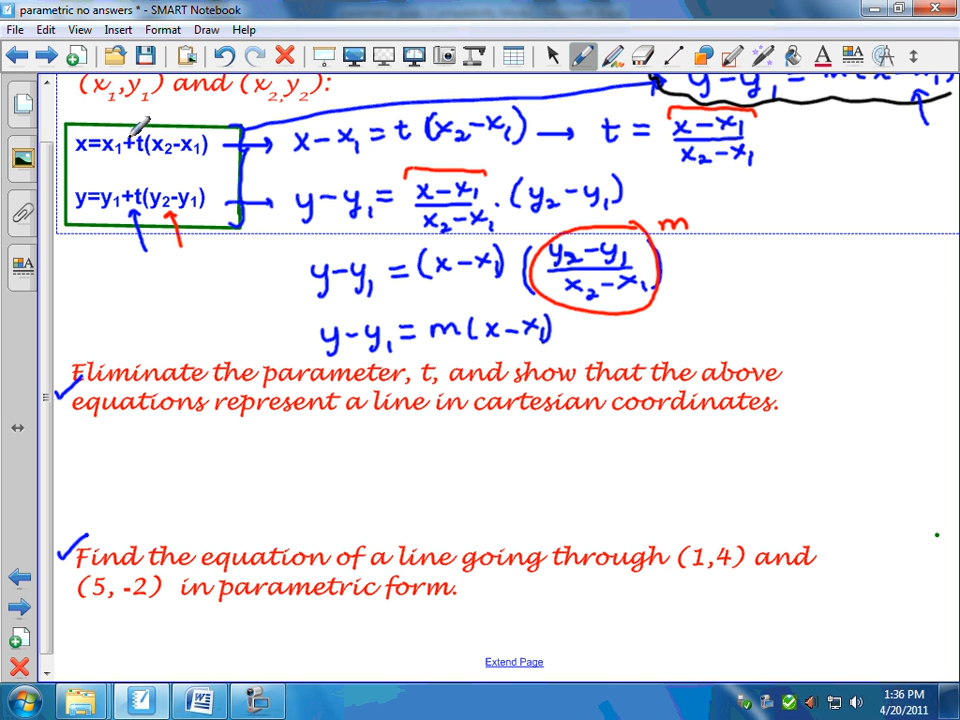 parametric no answers * - SMART Notebook
File Edit View Insert Format Draw Help
(x₁,y₁) and (x₂,y₂):
y - y₁ = m(x - x₁)
x=x₁+t(x₂-x₁)
x - x₁ = t (x₂ - x₁) → t = (x - x₁)/(x₂ - x₁)
y=y₁+t(y₂-y₁)
y - y₁ = (x - x₁)/(x₂ - x₁) · (y₂ - y₁)
m
y - y₁ = (x - x₁) ((y₂ - y₁)/(x₂ - x₁))
y - y₁ = m(x - x₁)
Eliminate the parameter, t, and show that the above
equations represent a line in cartesian coordinates.
Find the equation of a line going through (1,4) and
(5, -2) in parametric form.
Extend Page
1:36 PM
4/20/2011